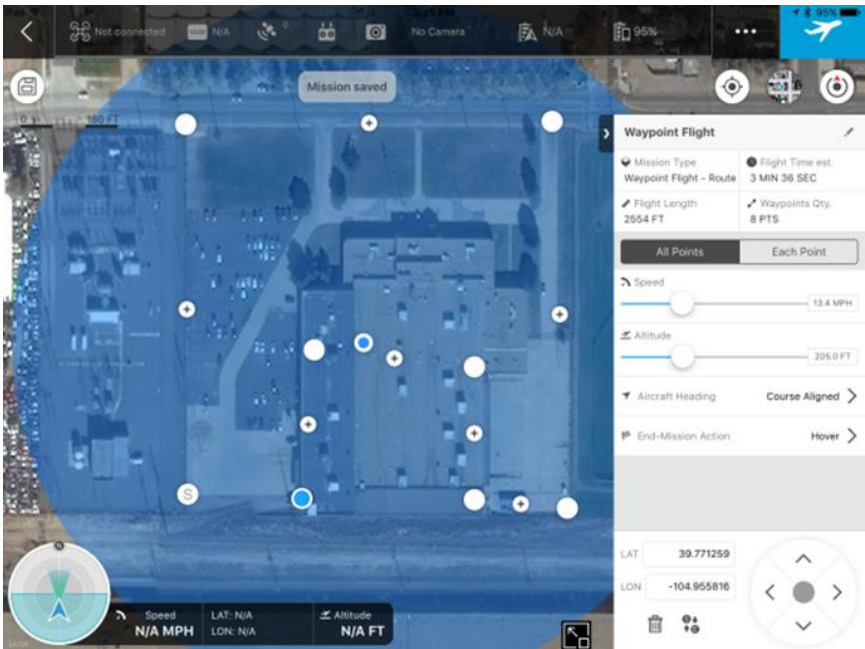 Not connected
N/A
0
No Camera
N/A
95%
•••
95%
Mission saved
0 150 FT
Waypoint Flight
Mission Type
Waypoint Flight - Route
Flight Time est.
3 MIN 36 SEC
Flight Length
2554 FT
Waypoints Qty.
8 PTS
All Points
Each Point
Speed
13.4 MPH
Altitude
205.0 FT
Aircraft Heading
Course Aligned
End-Mission Action
Hover
S
LAT 39.771259
LON -104.955816
Speed
N/A MPH
LAT: N/A
LON: N/A
Altitude
N/A FT